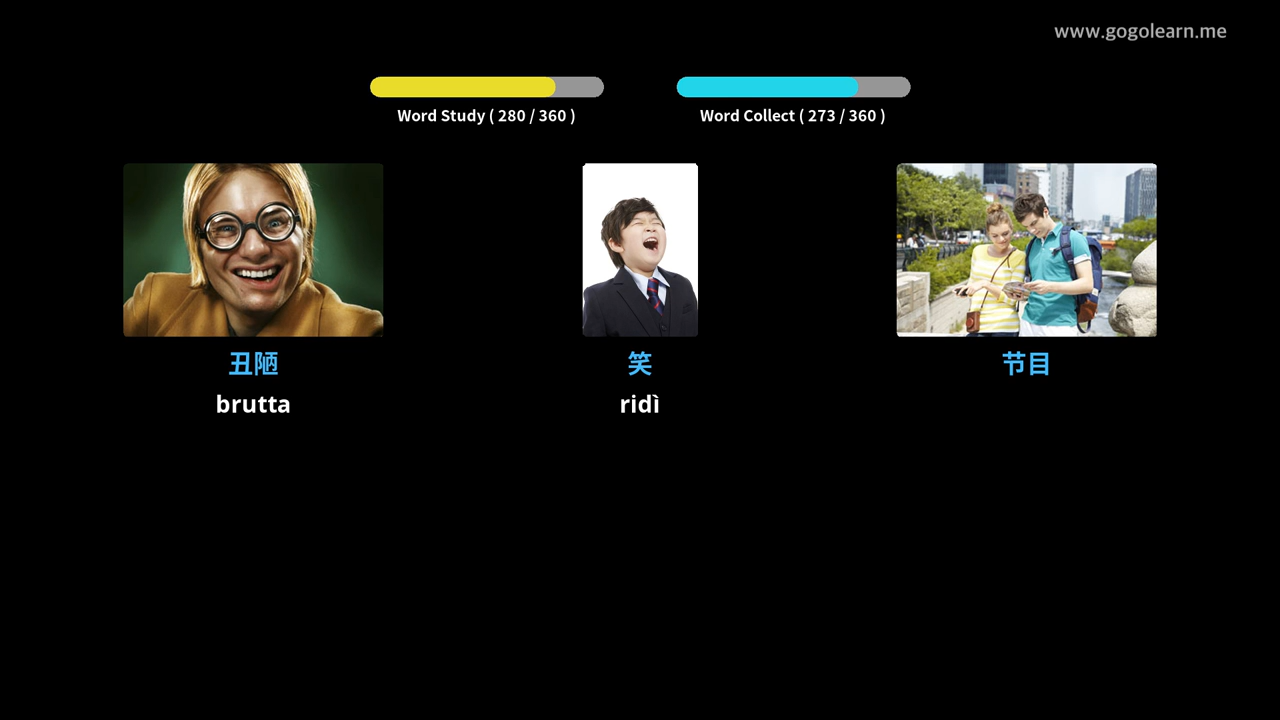 www.gogolearn.me
Word Study ( 280 / 360 )
Word Collect ( 273 / 360 )
丑陋
笑
节目
brutta
ridì